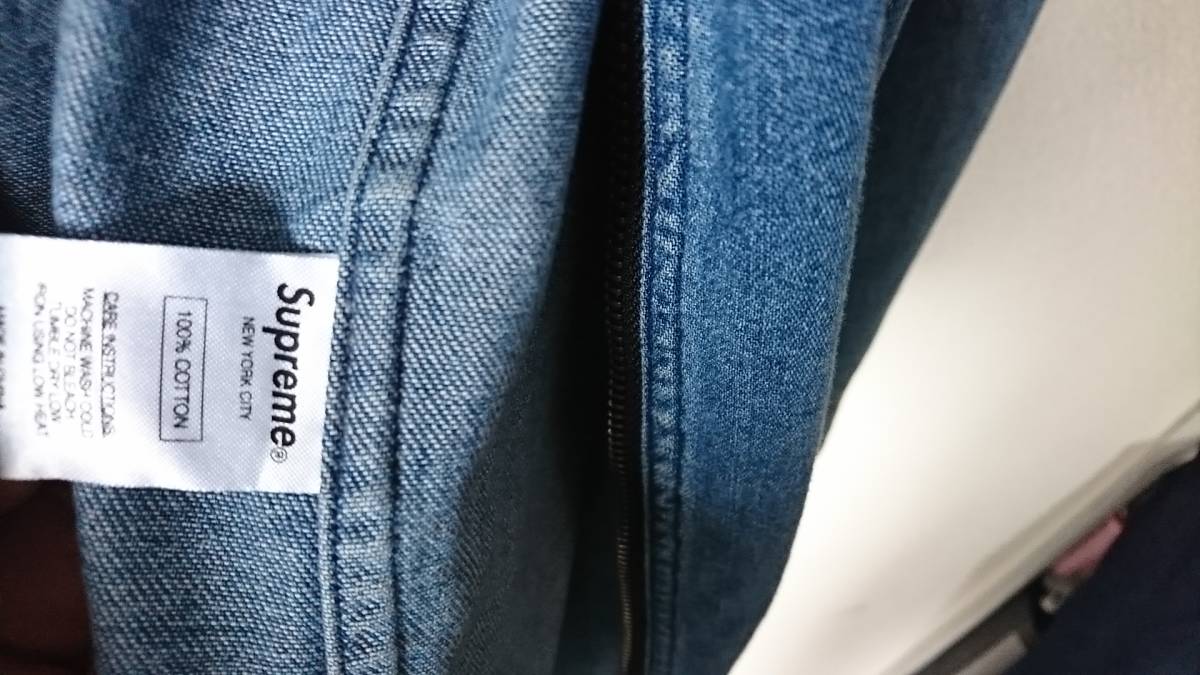 Supreme®
NEW YORK CITY
100% COTTON
CARE INSTRUCTIONS
MACHINE WASH COLD
DO NOT BLEACH
TUMBLE DRY LOW
IRON USING LOW HEAT